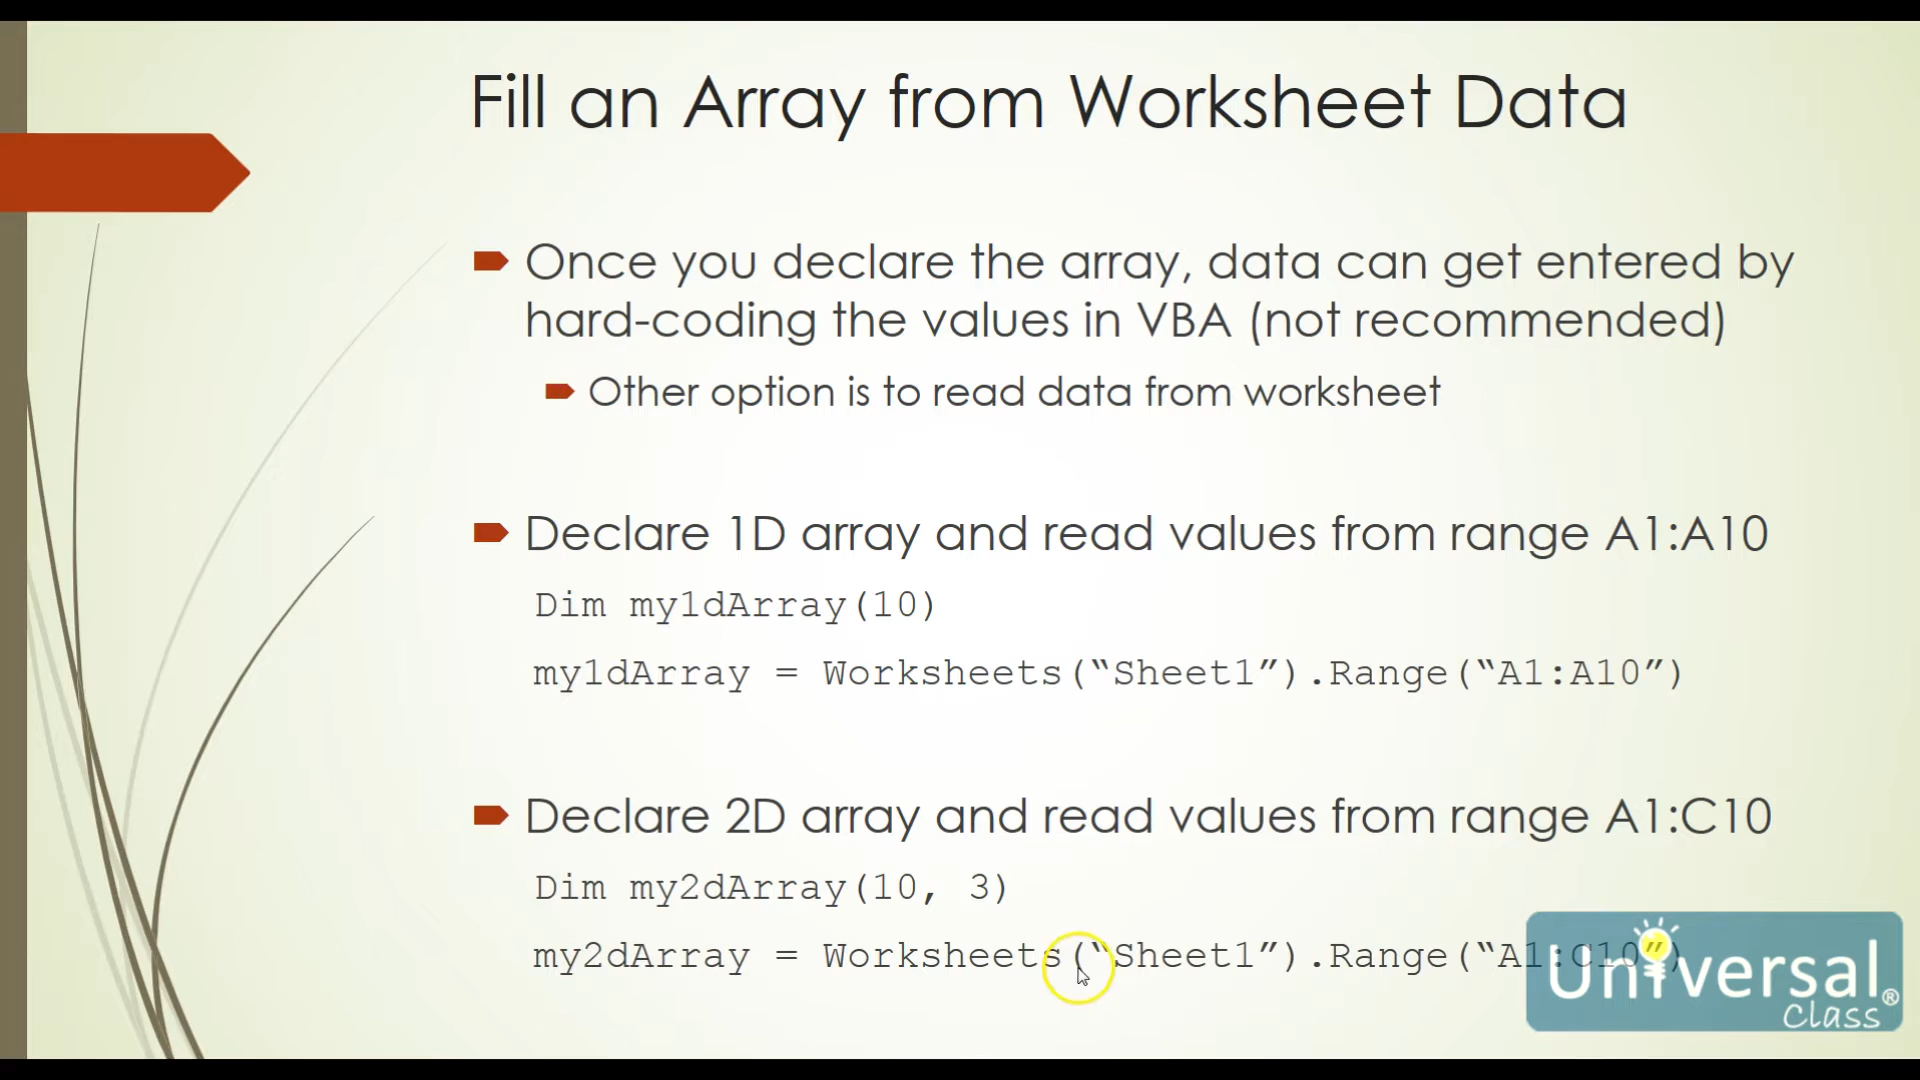 Fill an Array from Worksheet Data
Once you declare the array, data can get entered by
hard-coding the values in VBA (not recommended)
Other option is to read data from worksheet
Declare 1D array and read values from range A1:A10
Dim my1dArray(10)
my1dArray = Worksheets(“Sheet1”).Range(“A1:A10”)
Declare 2D array and read values from range A1:C10
Dim my2dArray(10, 3)
my2dArray = Worksheets(“Sheet1”).Range(“A1:C10”)
Universal®
Class